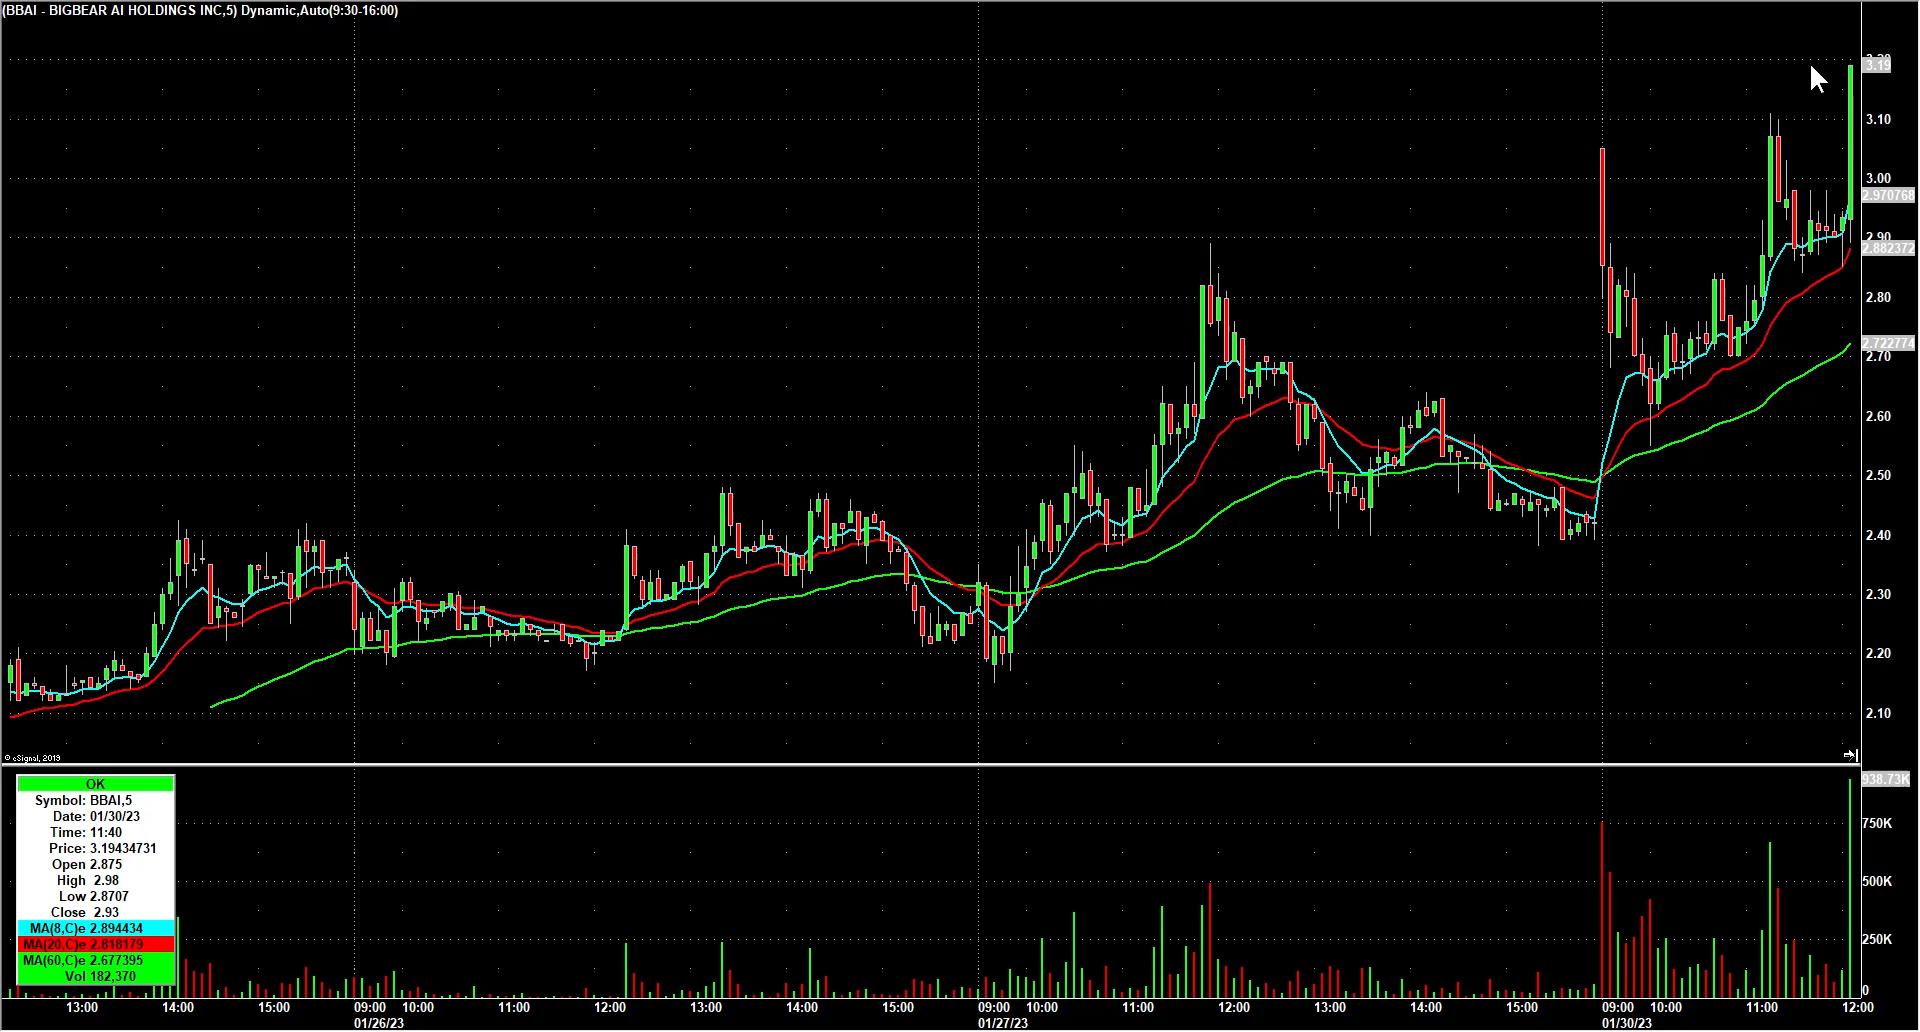 (BBAI - BIGBEAR AI HOLDINGS INC,5) Dynamic,Auto(9:30-16:00)
3.20
3.19
3.10
3.00
2.970768
2.90
2.882372
2.80
2.722774
2.70
2.60
2.50
2.40
2.30
2.20
2.10
© eSignal, 2019
OK
Symbol: BBAI,5
Date: 01/30/23
Time: 11:40
Price: 3.19434731
Open 2.875
High 2.98
Low 2.8707
Close 2.93
MA(8,C)e 2.894434
MA(20,C)e 2.818179
MA(60,C)e 2.677395
Vol 182,370
938.73K
750K
500K
250K
0
13:00 14:00 15:00 09:00 10:00 11:00 12:00 13:00 14:00 15:00 09:00 10:00 11:00 12:00 13:00 14:00 15:00 09:00 10:00 11:00 12:00
01/26/23 01/27/23 01/30/23